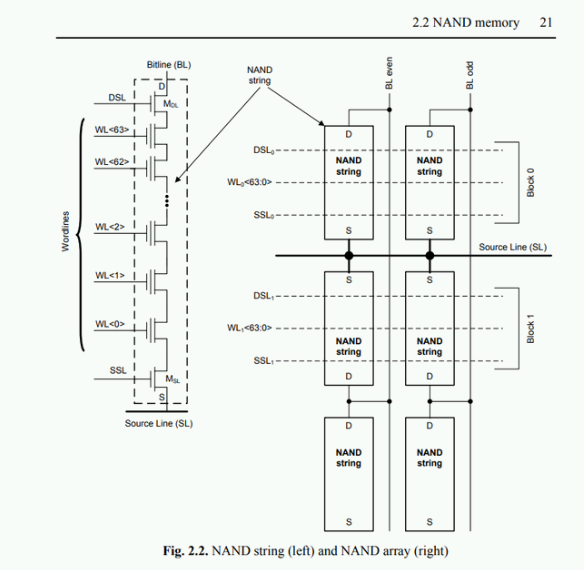 2.2 NAND memory 21
Bitline (BL)
D
DSL
MDL
WL<63>
WL<62>
WL<2>
WL<1>
WL<0>
SSL
MSL
S
Source Line (SL)
Wordlines
NAND
string
BL even
BL odd
D
D
NAND
string
NAND
string
DSL0
WL0<63:0>
SSL0
S
S
Block 0
Source Line (SL)
S
S
DSL1
WL1<63:0>
SSL1
NAND
string
NAND
string
D
D
Block 1
D
D
NAND
string
NAND
string
S
S
Fig. 2.2. NAND string (left) and NAND array (right)